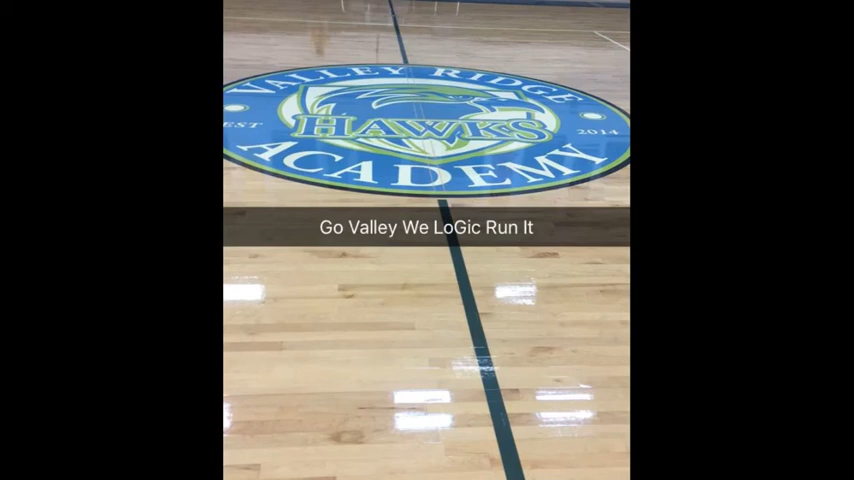 VALLEY RIDGE
EST
HAWKS
2014
ACADEMY
Go Valley We LoGic Run It